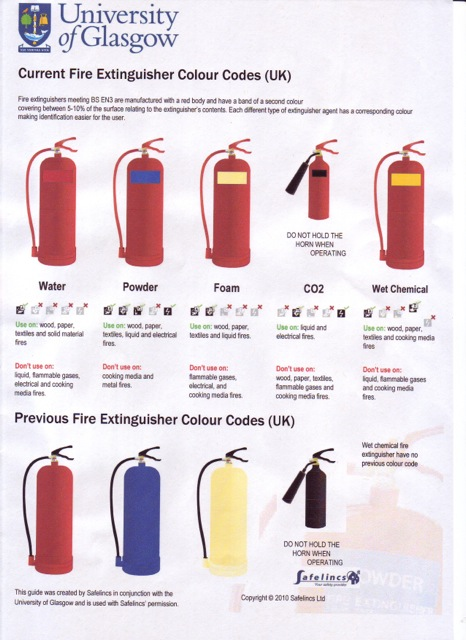 University
of Glasgow
Current Fire Extinguisher Colour Codes (UK)
Fire extinguishers meeting BS EN3 are manufactured with a red body and have a band of a second colour
covering between 5-10% of the surface relating to the extinguisher's contents. Each different type of extinguisher agent has a corresponding colour
making identification easier for the user.
DO NOT HOLD THE
HORN WHEN
OPERATING
Water
Powder
Foam
CO2
Wet Chemical
Use on: wood, paper,
textiles and solid material
fires
Use on: wood, paper,
textiles, liquid and electrical
fires.
Use on: wood, paper,
textiles and liquid fires.
Use on: liquid and
electrical fires.
Use on: wood, paper,
textiles and cooking media
fires.
Don't use on:
liquid, flammable gases,
electrical and cooking
media fires.
Don't use on:
cooking media and
metal fires.
Don't use on:
flammable gases,
electrical, and
cooking media fires.
Don't use on:
wood, paper, textiles,
flammable gases and
cooking media fires.
Don't use on:
liquid, flammable gases
and cooking media
fires.
Previous Fire Extinguisher Colour Codes (UK)
Wet chemical fire
extinguisher have no
previous colour code
DO NOT HOLD THE
HORN WHEN
OPERATING
Safelincs
Your safety provider
POWDER
EXTINGUISHER
This guide was created by Safelincs in conjunction with the
University of Glasgow and is used with Safelincs' permission.
Copyright © 2010 Safelincs Ltd